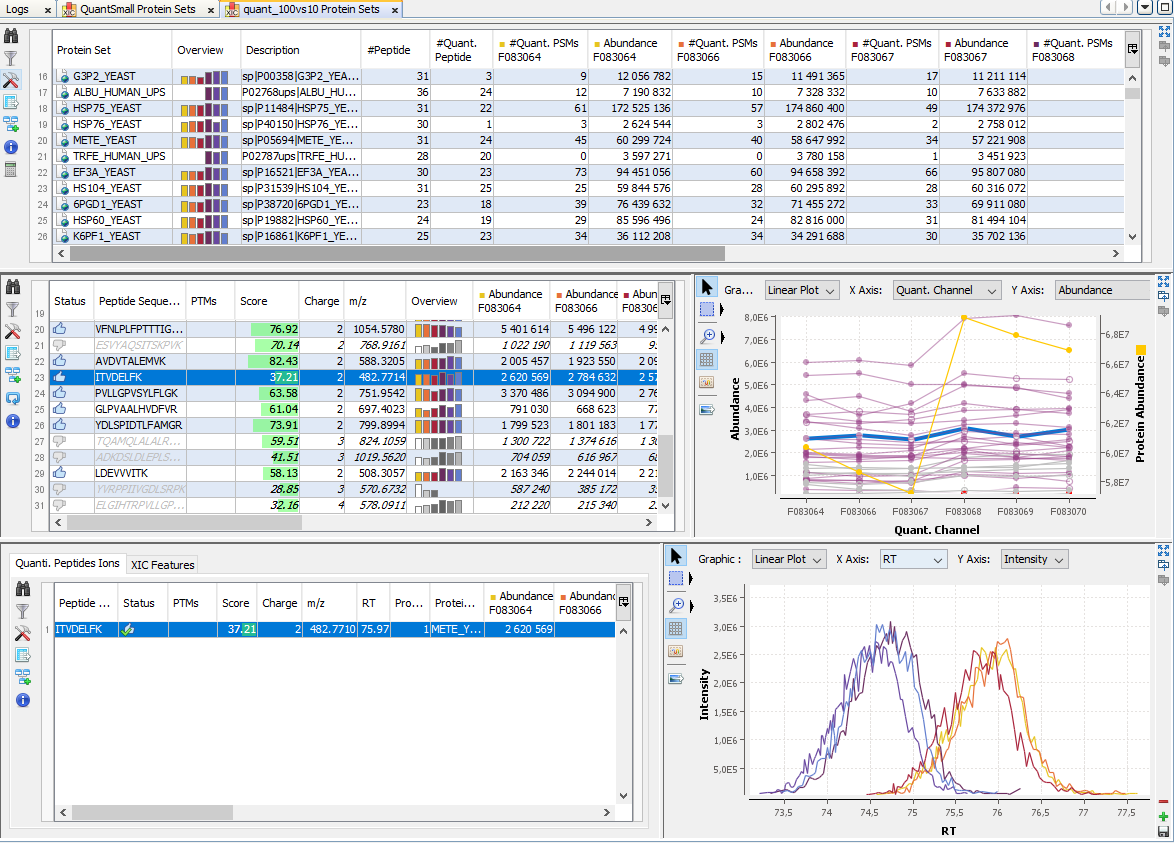 Logs × QuantSmall Protein Sets × quant_100vs10 Protein Sets ×
Protein Set Overview Description #Peptide #Quant. Peptide #Quant. PSMs F083064 Abundance F083064 #Quant. PSMs F083066 Abundance F083066 #Quant. PSMs F083067 Abundance F083067 #Quant. PSMs F083068
16 G3P2_YEAST sp|P00358|G3P2_YEA... 31 3 9 12 056 782 15 11 491 365 17 11 211 114
17 ALBU_HUMAN_UPS P02768ups|ALBU_HU... 36 24 12 7 190 832 10 7 328 332 10 7 633 882
18 HSP75_YEAST sp|P11484|HSP75_YE... 31 22 61 172 525 136 57 174 860 400 49 174 372 976
19 HSP76_YEAST sp|P40150|HSP76_YE... 30 1 3 2 624 544 3 2 802 476 2 2 758 012
20 METE_YEAST sp|P05694|METE_YE... 31 24 45 60 299 724 40 58 647 992 34 57 221 908
21 TRFE_HUMAN_UPS P02787ups|TRFE_HU... 28 20 0 3 597 271 0 3 780 158 1 3 451 923
22 EF3A_YEAST sp|P16521|EF3A_YEA... 30 23 73 94 451 056 60 94 658 392 66 95 807 080
23 HS104_YEAST sp|P31539|HS104_YE... 31 25 25 59 844 576 28 60 295 892 28 60 316 072
24 6PGD1_YEAST sp|P38720|6PGD1_YE... 23 18 39 76 439 632 32 71 455 272 33 69 911 080
25 HSP60_YEAST sp|P19882|HSP60_YE... 24 19 29 85 596 496 24 82 816 000 31 81 494 104
26 K6PF1_YEAST sp|P16861|K6PF1_YE... 25 23 34 36 112 208 34 34 291 688 30 35 702 136
Status Peptide Seque... PTMs Score Charge m/z Overview Abundance F083064 Abundance F083066 Abun F083
19
20 VFNLPLFPTTTIG... 76.92 2 1054.5780 5 401 614 5 496 122 4 99
21 ESVYAQSITSKPVK 70.14 2 768.9161 1 022 190 1 119 563
22 AVDVTALEMVK 82.43 2 588.3205 2 005 457 1 923 550 2 09
23 ITVDELFK 37.21 2 482.7714 2 620 569 2 784 632 2 57
24 PVLLGPVSYLFLGK 63.58 2 751.9542 3 370 486 3 094 900 2 76
25 GLPVAALHVDFVR 61.04 2 697.4023 791 030 668 623 77
26 YDLSPIDTLFAMGR 73.91 2 799.8994 1 799 523 1 801 183 1 77
27 TQAMQLALALR... 59.51 3 824.1059 1 300 722 1 374 616 1 30
28 ADKDSLDLEPLS... 41.51 3 1019.5620 704 059 616 967
29 LDEVVVITK 58.13 2 508.3057 2 163 346 2 244 014 2 21
30 YVRPPIIVGDLSRPK 28.85 3 570.6732 587 240 385 172
31 ELGIHTRPVLLGP... 32.16 4 578.0911 212 220 215 340
Gra... Linear Plot X Axis: Quant. Channel Y Axis: Abundance
Abundance
8,0E6
7,0E6
6,0E6
5,0E6
4,0E6
3,0E6
2,0E6
1,0E6
6,8E7
6,6E7
6,4E7
6,2E7
6,0E7
5,8E7
Protein Abundance
F083064 F083066 F083067 F083068 F083069 F083070
Quant. Channel
Quanti. Peptides Ions XIC Features
Peptide ... Status PTMs Score Charge m/z RT Pro... Protei... Abundance F083064 Abundanc F083066
1 ITVDELFK 37.21 2 482.7710 75.97 1 METE_Y... 2 620 569
Graphic : Linear Plot X Axis: RT Y Axis: Intensity
Intensity
3,5E6
3,0E6
2,5E6
2,0E6
1,5E6
1,0E6
5,0E5
73,5 74 74,5 75 75,5 76 76,5 77 77,5
RT